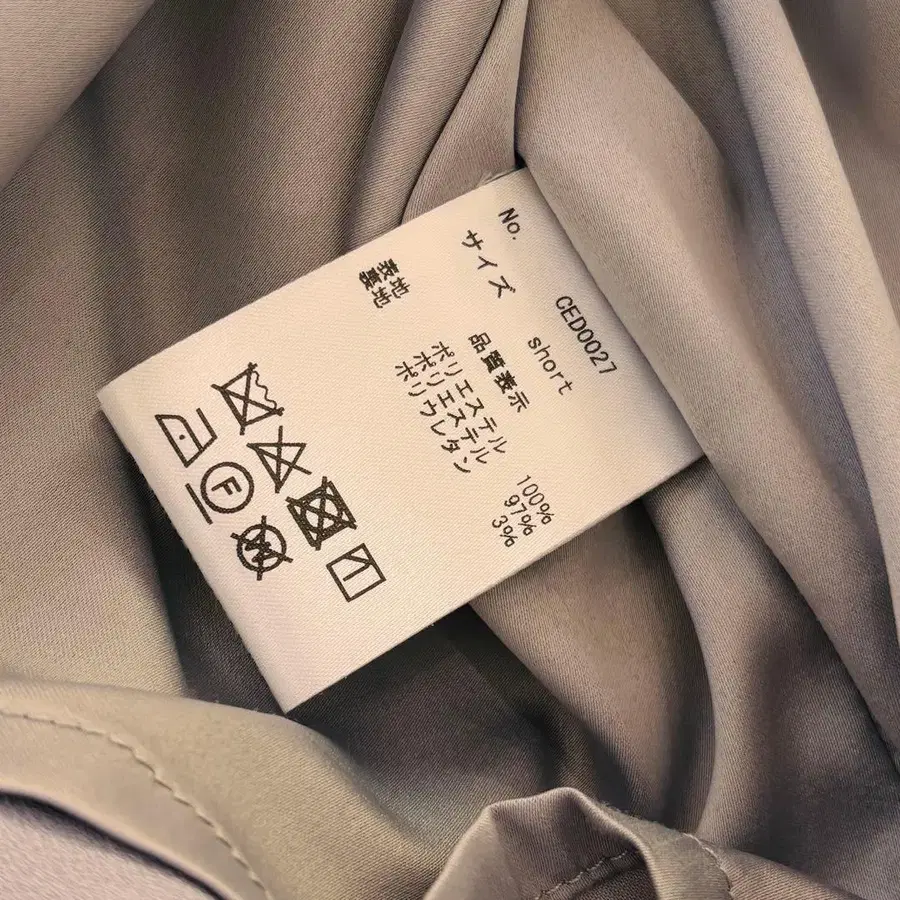 No. CED0027
サイズ short
品質表示
表地 ポリエステル 100%
裏地 ポリエステル 97%
ポリウレタン 3%
F
W